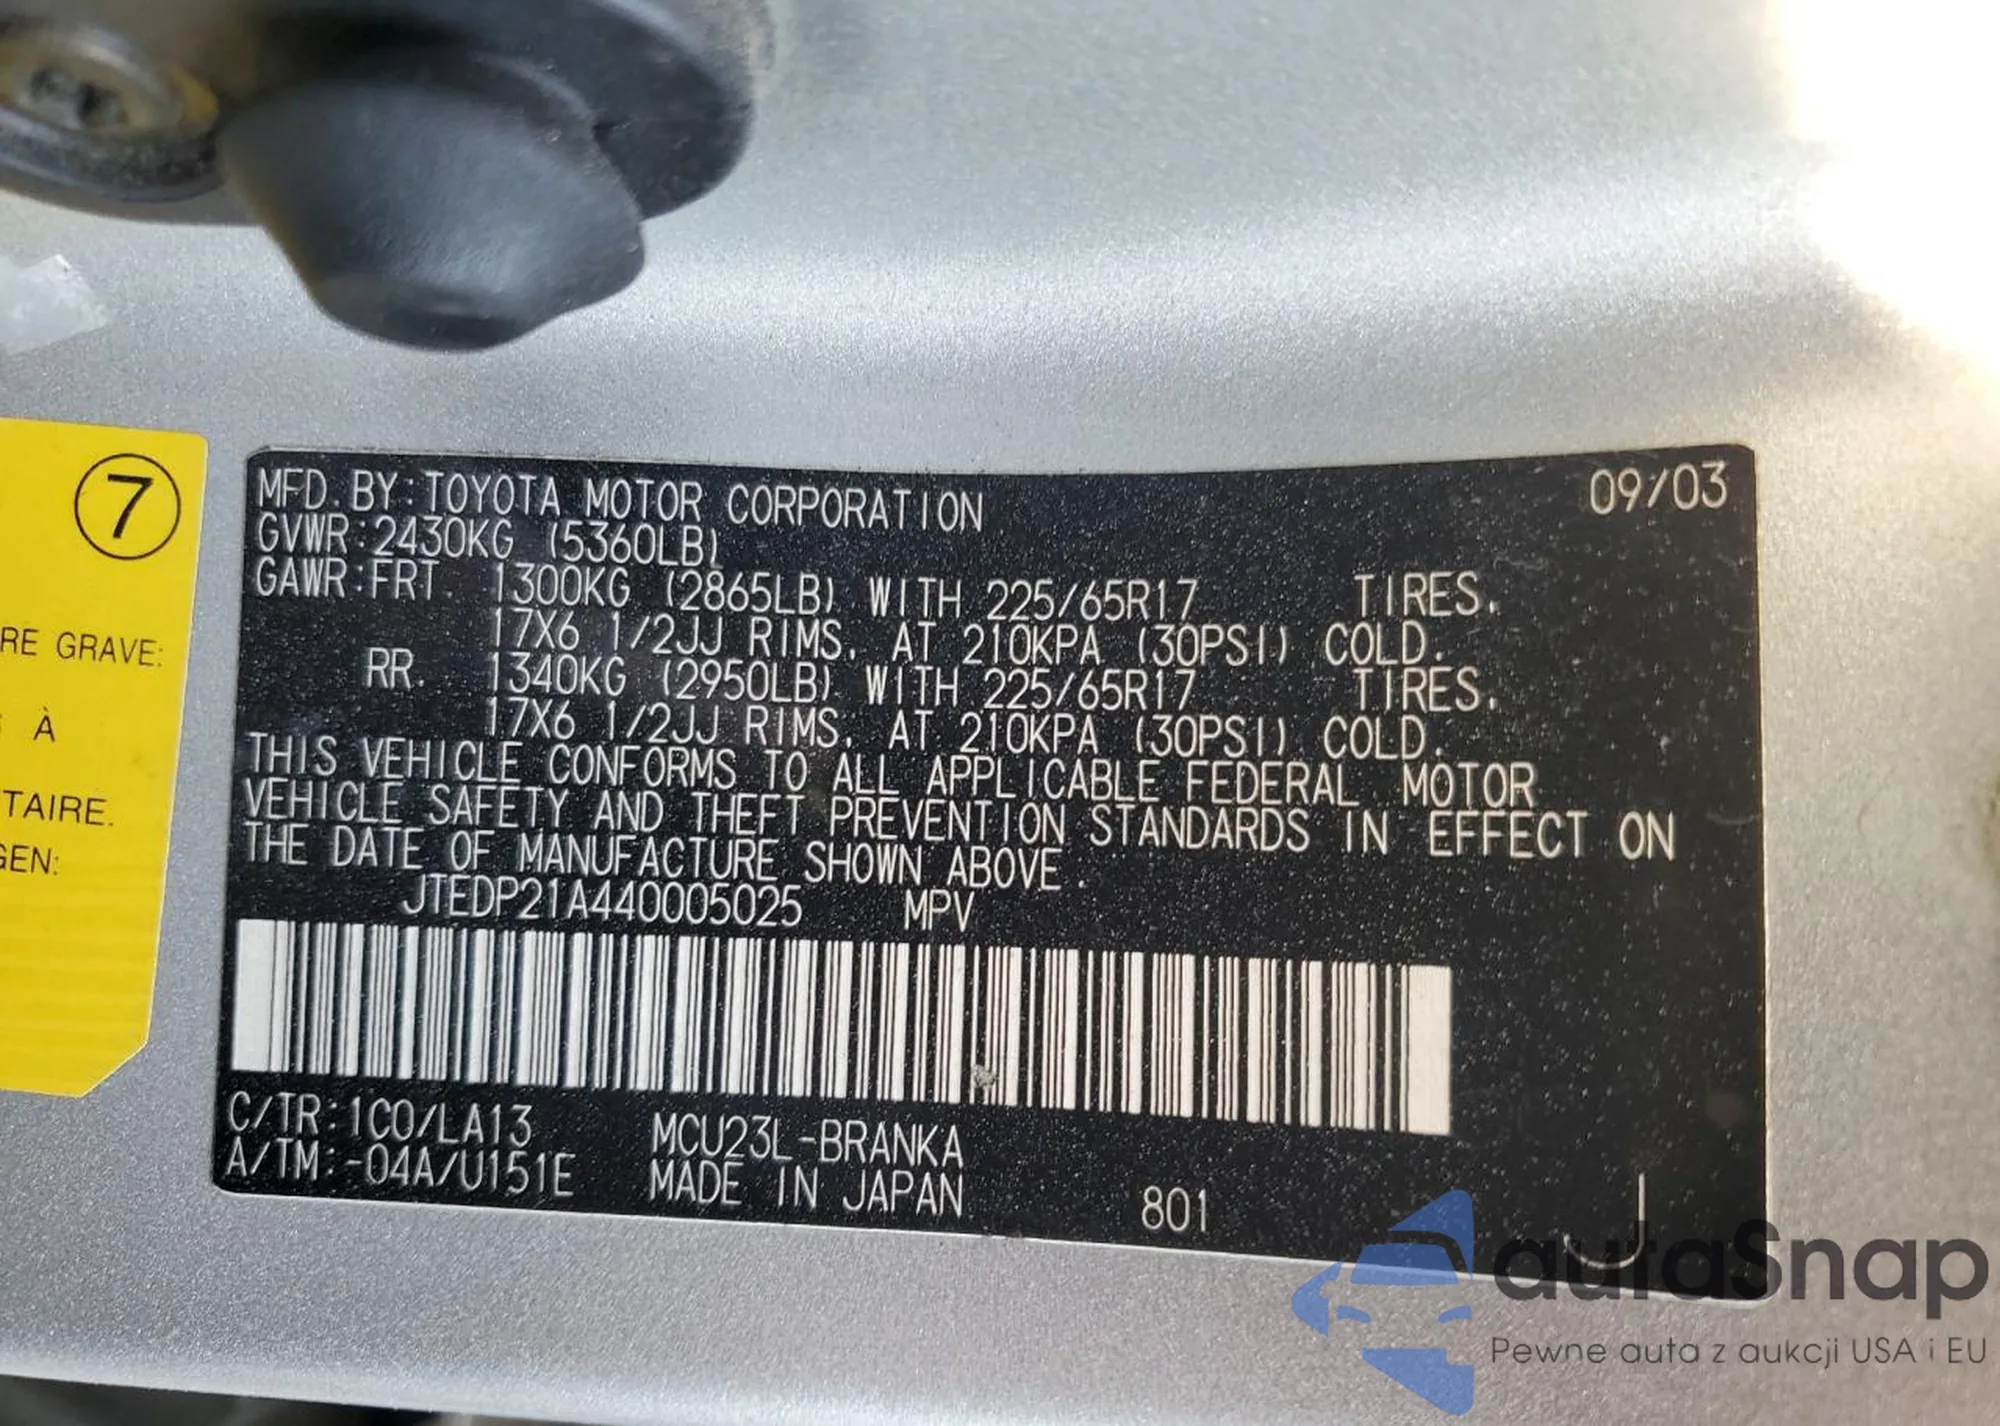 7
RE GRAVE:
À
TAIRE.
GEN:
MFD. BY:TOYOTA MOTOR CORPORATION 09/03
GVWR:2430KG (5360LB)
GAWR:FRT. 1300KG (2865LB) WITH 225/65R17 TIRES,
17X6 1/2JJ RIMS, AT 210KPA (30PSI) COLD.
RR. 1340KG (2950LB) WITH 225/65R17 TIRES,
17X6 1/2JJ RIMS, AT 210KPA (30PSI) COLD.
THIS VEHICLE CONFORMS TO ALL APPLICABLE FEDERAL MOTOR
VEHICLE SAFETY AND THEFT PREVENTION STANDARDS IN EFFECT ON
THE DATE OF MANUFACTURE SHOWN ABOVE.
JTEDP21A440005025 MPV
C/TR:1C0/LA13 MCU23L-BRANKA
A/TM:-04A/U151E MADE IN JAPAN 801 J
autaSnap
Pewne auta z aukcji USA i EU